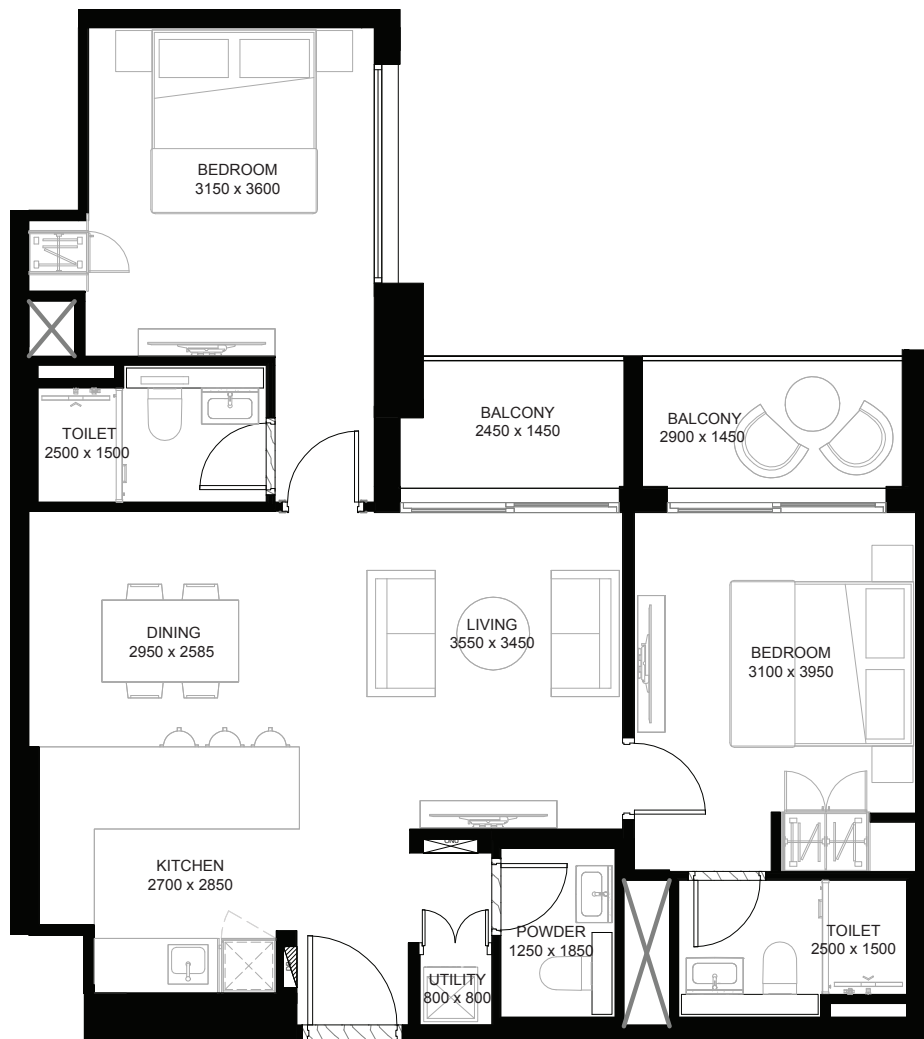 BEDROOM
3150 x 3600
BALCONY
2450 x 1450
BALCONY
2900 x 1450
TOILET
2500 x 1500
DINING
2950 x 2585
LIVING
3550 x 3450
BEDROOM
3100 x 3950
KITCHEN
2700 x 2850
POWDER
1250 x 1850
TOILET
2500 x 1500
UTILITY
800 x 800